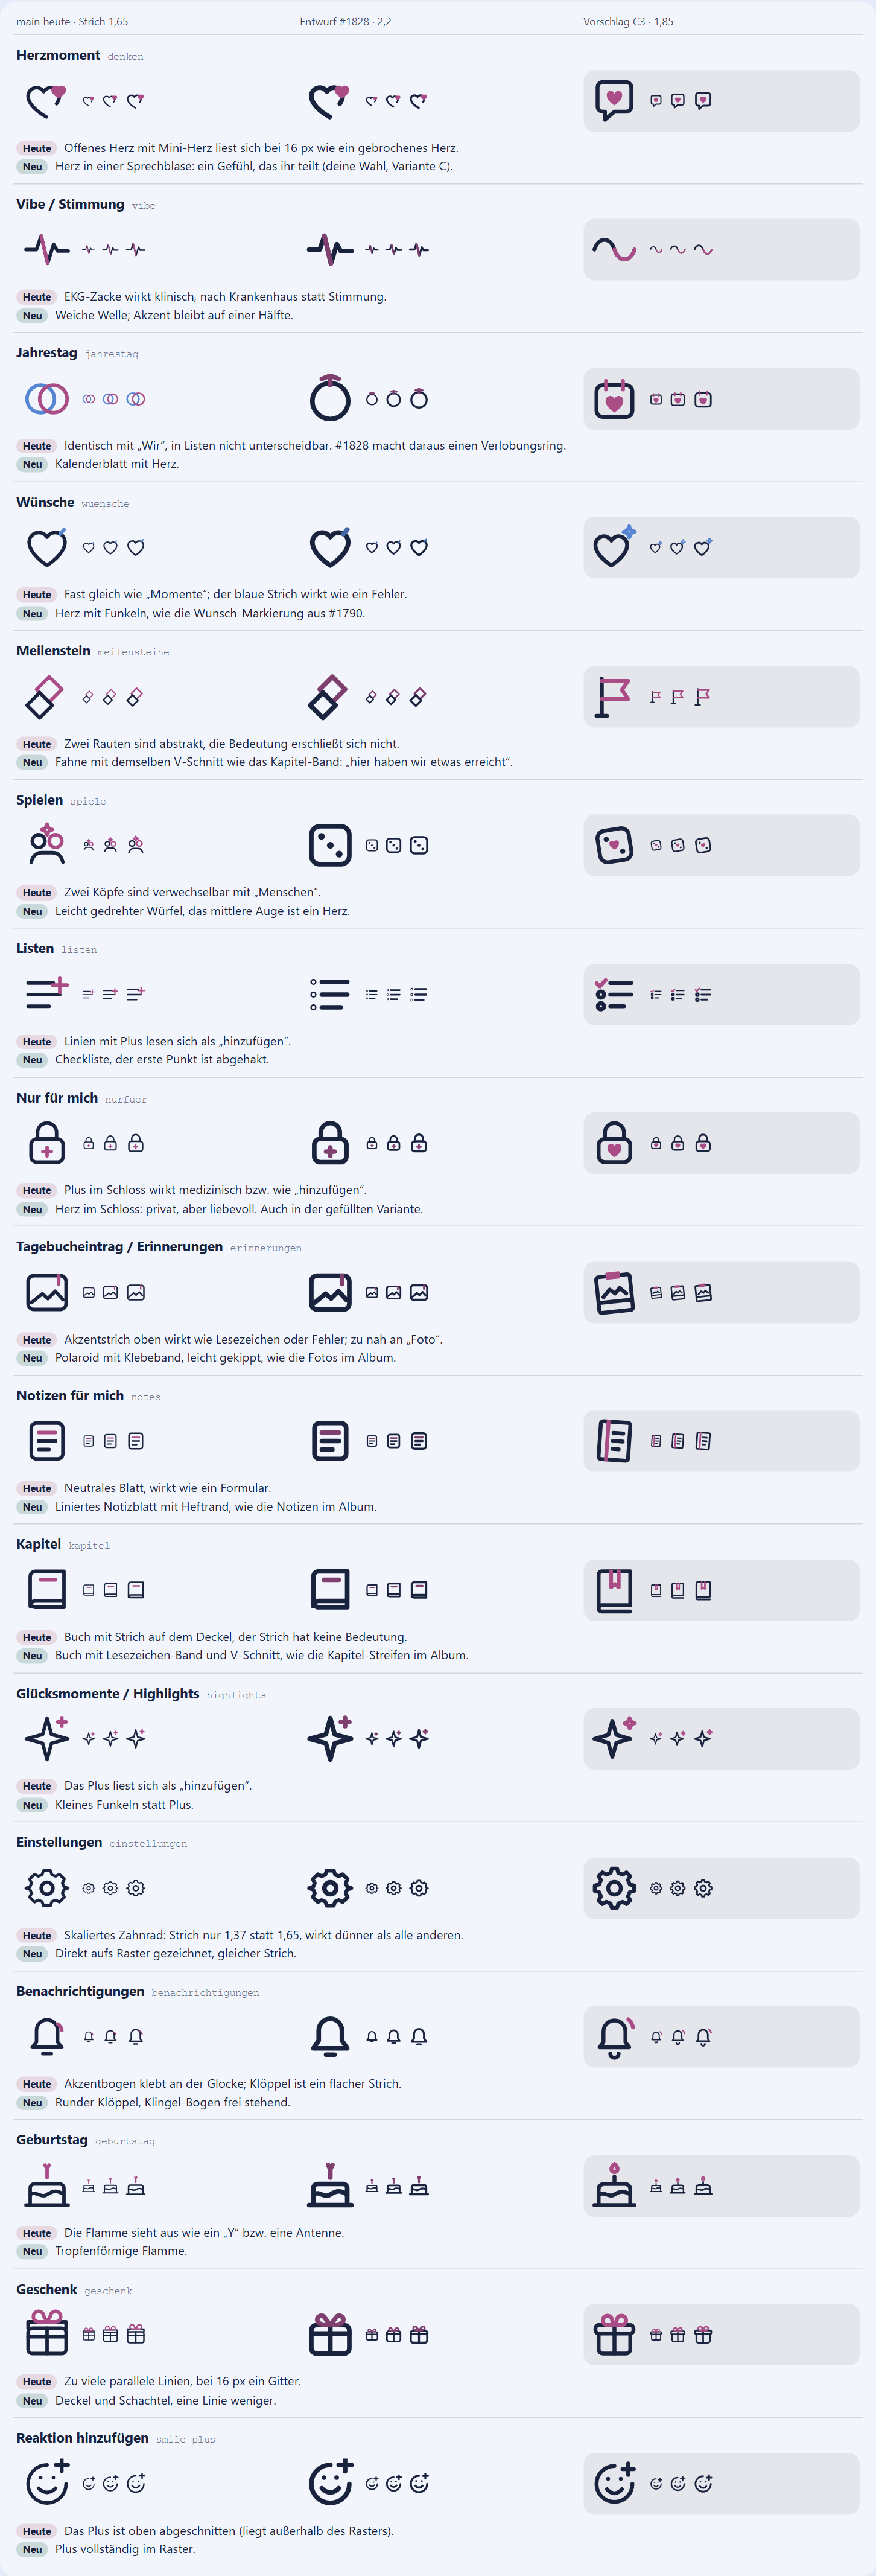 main heute · Strich 1,65
Entwurf #1828 · 2,2
Vorschlag C3 · 1,85
Herzmoment denken
Heute Offenes Herz mit Mini-Herz liest sich bei 16 px wie ein gebrochenes Herz.
Neu Herz in einer Sprechblase: ein Gefühl, das ihr teilt (deine Wahl, Variante C).
Vibe / Stimmung vibe
Heute EKG-Zacke wirkt klinisch, nach Krankenhaus statt Stimmung.
Neu Weiche Welle; Akzent bleibt auf einer Hälfte.
Jahrestag jahrestag
Heute Identisch mit „Wir“, in Listen nicht unterscheidbar. #1828 macht daraus einen Verlobungsring.
Neu Kalenderblatt mit Herz.
Wünsche wuensche
Heute Fast gleich wie „Momente“; der blaue Strich wirkt wie ein Fehler.
Neu Herz mit Funkeln, wie die Wunsch-Markierung aus #1790.
Meilenstein meilensteine
Heute Zwei Rauten sind abstrakt, die Bedeutung erschließt sich nicht.
Neu Fahne mit demselben V-Schnitt wie das Kapitel-Band: „hier haben wir etwas erreicht“.
Spielen spiele
Heute Zwei Köpfe sind verwechselbar mit „Menschen“.
Neu Leicht gedrehter Würfel, das mittlere Auge ist ein Herz.
Listen listen
Heute Linien mit Plus lesen sich als „hinzufügen“.
Neu Checkliste, der erste Punkt ist abgehakt.
Nur für mich nurfuer
Heute Plus im Schloss wirkt medizinisch bzw. wie „hinzufügen“.
Neu Herz im Schloss: privat, aber liebevoll. Auch in der gefüllten Variante.
Tagebucheintrag / Erinnerungen erinnerungen
Heute Akzentstrich oben wirkt wie Lesezeichen oder Fehler; zu nah an „Foto“.
Neu Polaroid mit Klebeband, leicht gekippt, wie die Fotos im Album.
Notizen für mich notes
Heute Neutrales Blatt, wirkt wie ein Formular.
Neu Liniertes Notizblatt mit Heftrand, wie die Notizen im Album.
Kapitel kapitel
Heute Buch mit Strich auf dem Deckel, der Strich hat keine Bedeutung.
Neu Buch mit Lesezeichen-Band und V-Schnitt, wie die Kapitel-Streifen im Album.
Glücksmomente / Highlights highlights
Heute Das Plus liest sich als „hinzufügen“.
Neu Kleines Funkeln statt Plus.
Einstellungen einstellungen
Heute Skaliertes Zahnrad: Strich nur 1,37 statt 1,65, wirkt dünner als alle anderen.
Neu Direkt aufs Raster gezeichnet, gleicher Strich.
Benachrichtigungen benachrichtigungen
Heute Akzentbogen klebt an der Glocke; Klöppel ist ein flacher Strich.
Neu Runder Klöppel, Klingel-Bogen frei stehend.
Geburtstag geburtstag
Heute Die Flamme sieht aus wie ein „Y“ bzw. eine Antenne.
Neu Tropfenförmige Flamme.
Geschenk geschenk
Heute Zu viele parallele Linien, bei 16 px ein Gitter.
Neu Deckel und Schachtel, eine Linie weniger.
Reaktion hinzufügen smile-plus
Heute Das Plus ist oben abgeschnitten (liegt außerhalb des Rasters).
Neu Plus vollständig im Raster.